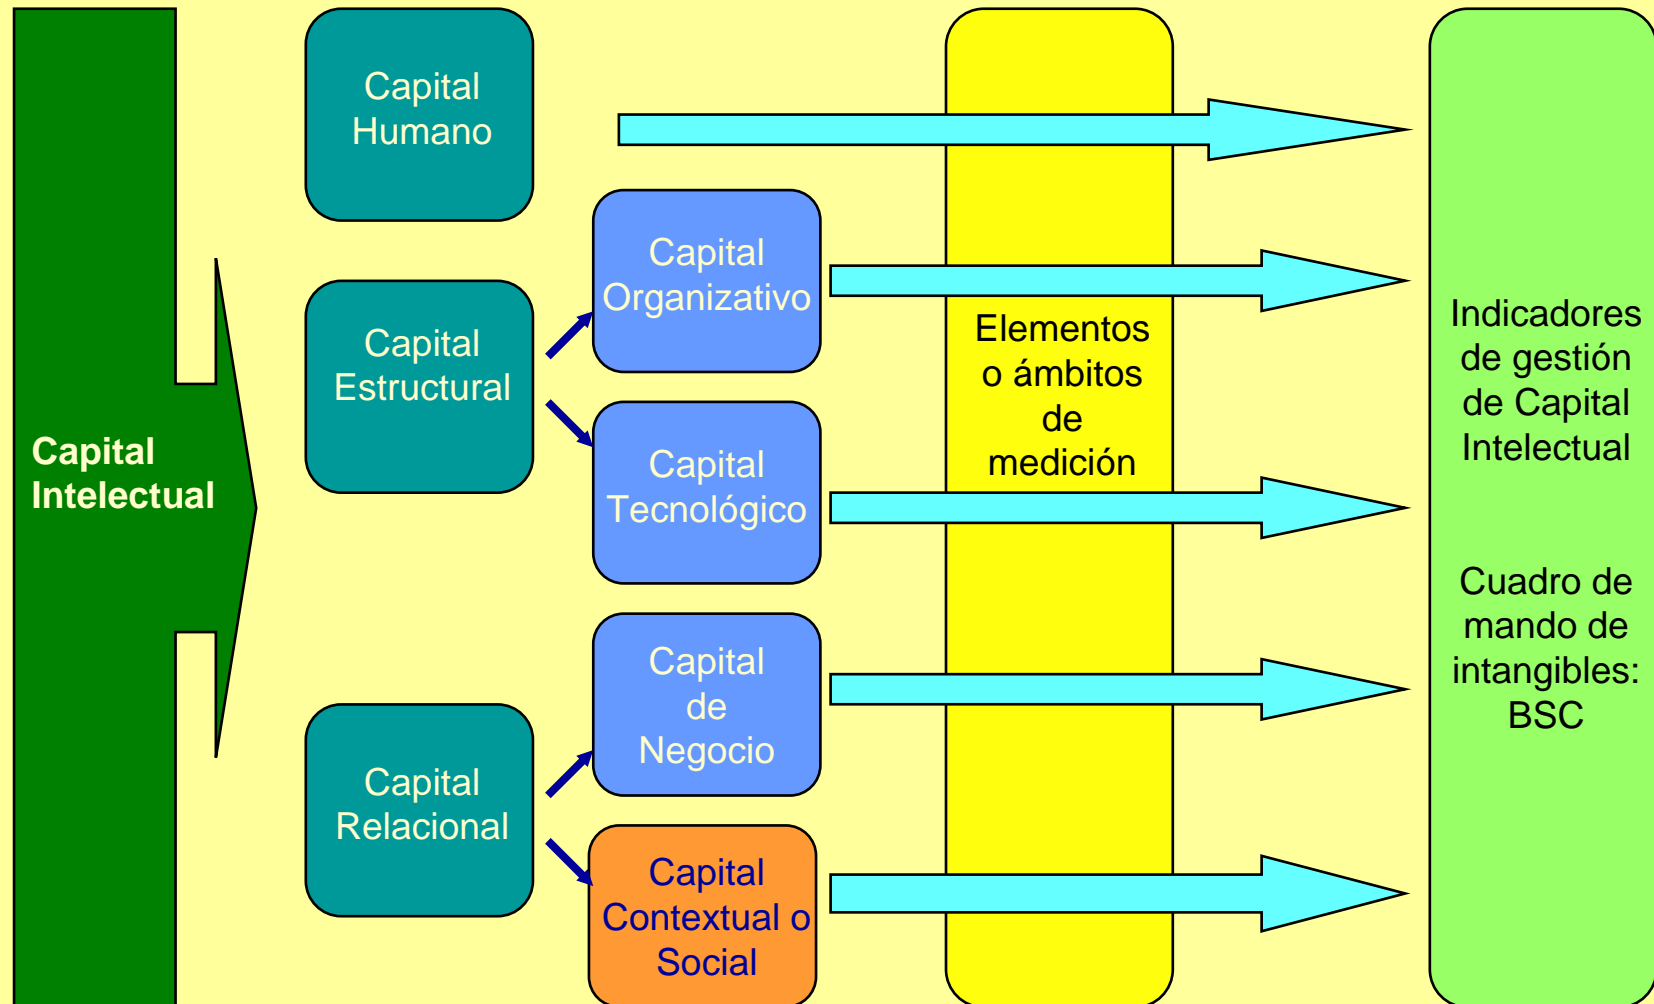 Capital
Intelectual
Capital
Humano
Capital
Estructural
Capital
Relacional
Capital
Organizativo
Capital
Tecnológico
Capital
de
Negocio
Capital
Contextual o
Social
Elementos
o ámbitos
de
medición
Indicadores
de gestión
de Capital
Intelectual
Cuadro de
mando de
intangibles:
BSC